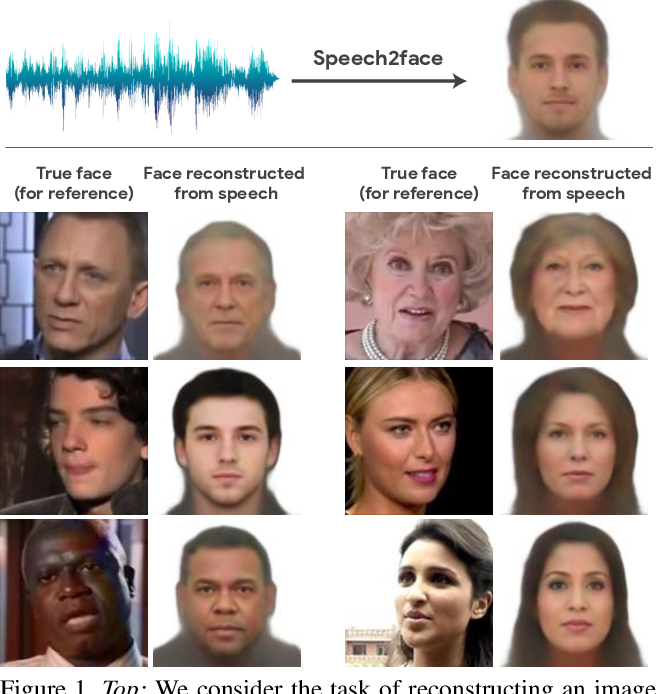 Speech2face
True face
(for reference)
Face reconstructed
from speech
True face
(for reference)
Face reconstructed
from speech
Figure 1. Top: We consider the task of reconstructing an image